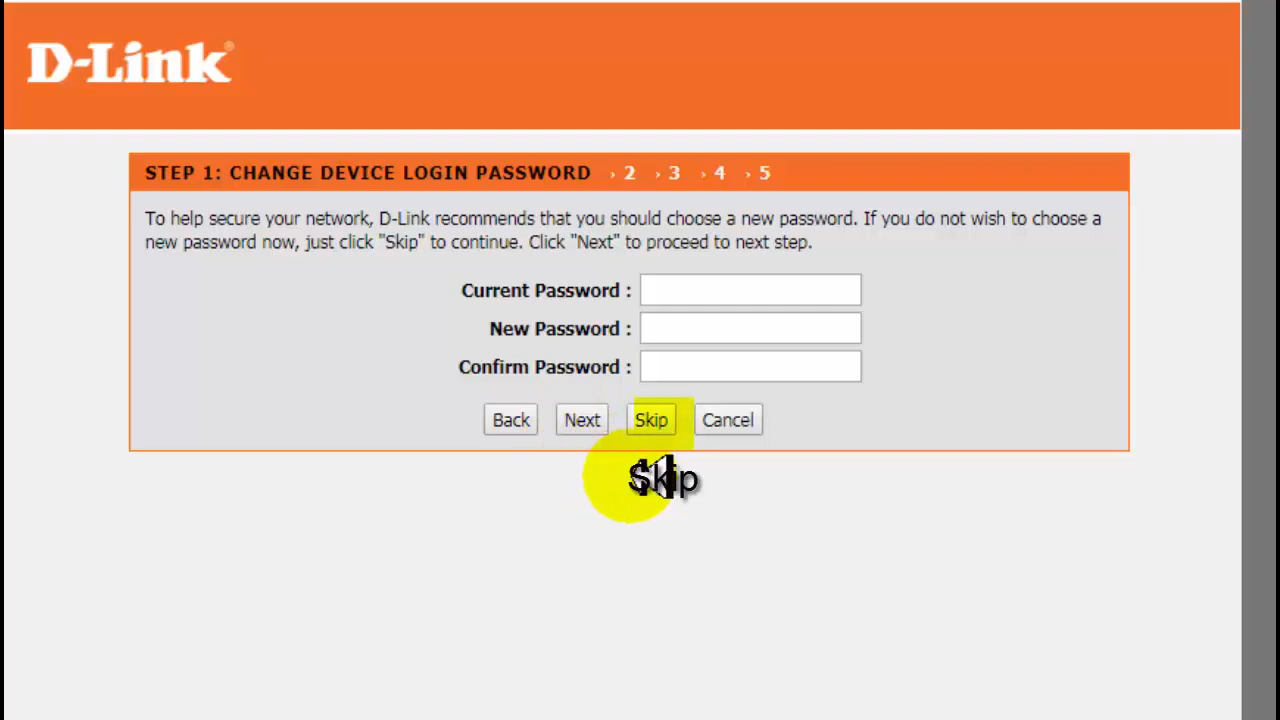 D-Link®
STEP 1: CHANGE DEVICE LOGIN PASSWORD › 2 › 3 › 4 › 5
To help secure your network, D-Link recommends that you should choose a new password. If you do not wish to choose a
new password now, just click "Skip" to continue. Click "Next" to proceed to next step.
Current Password :
New Password :
Confirm Password :
Back Next Skip Cancel
Skip